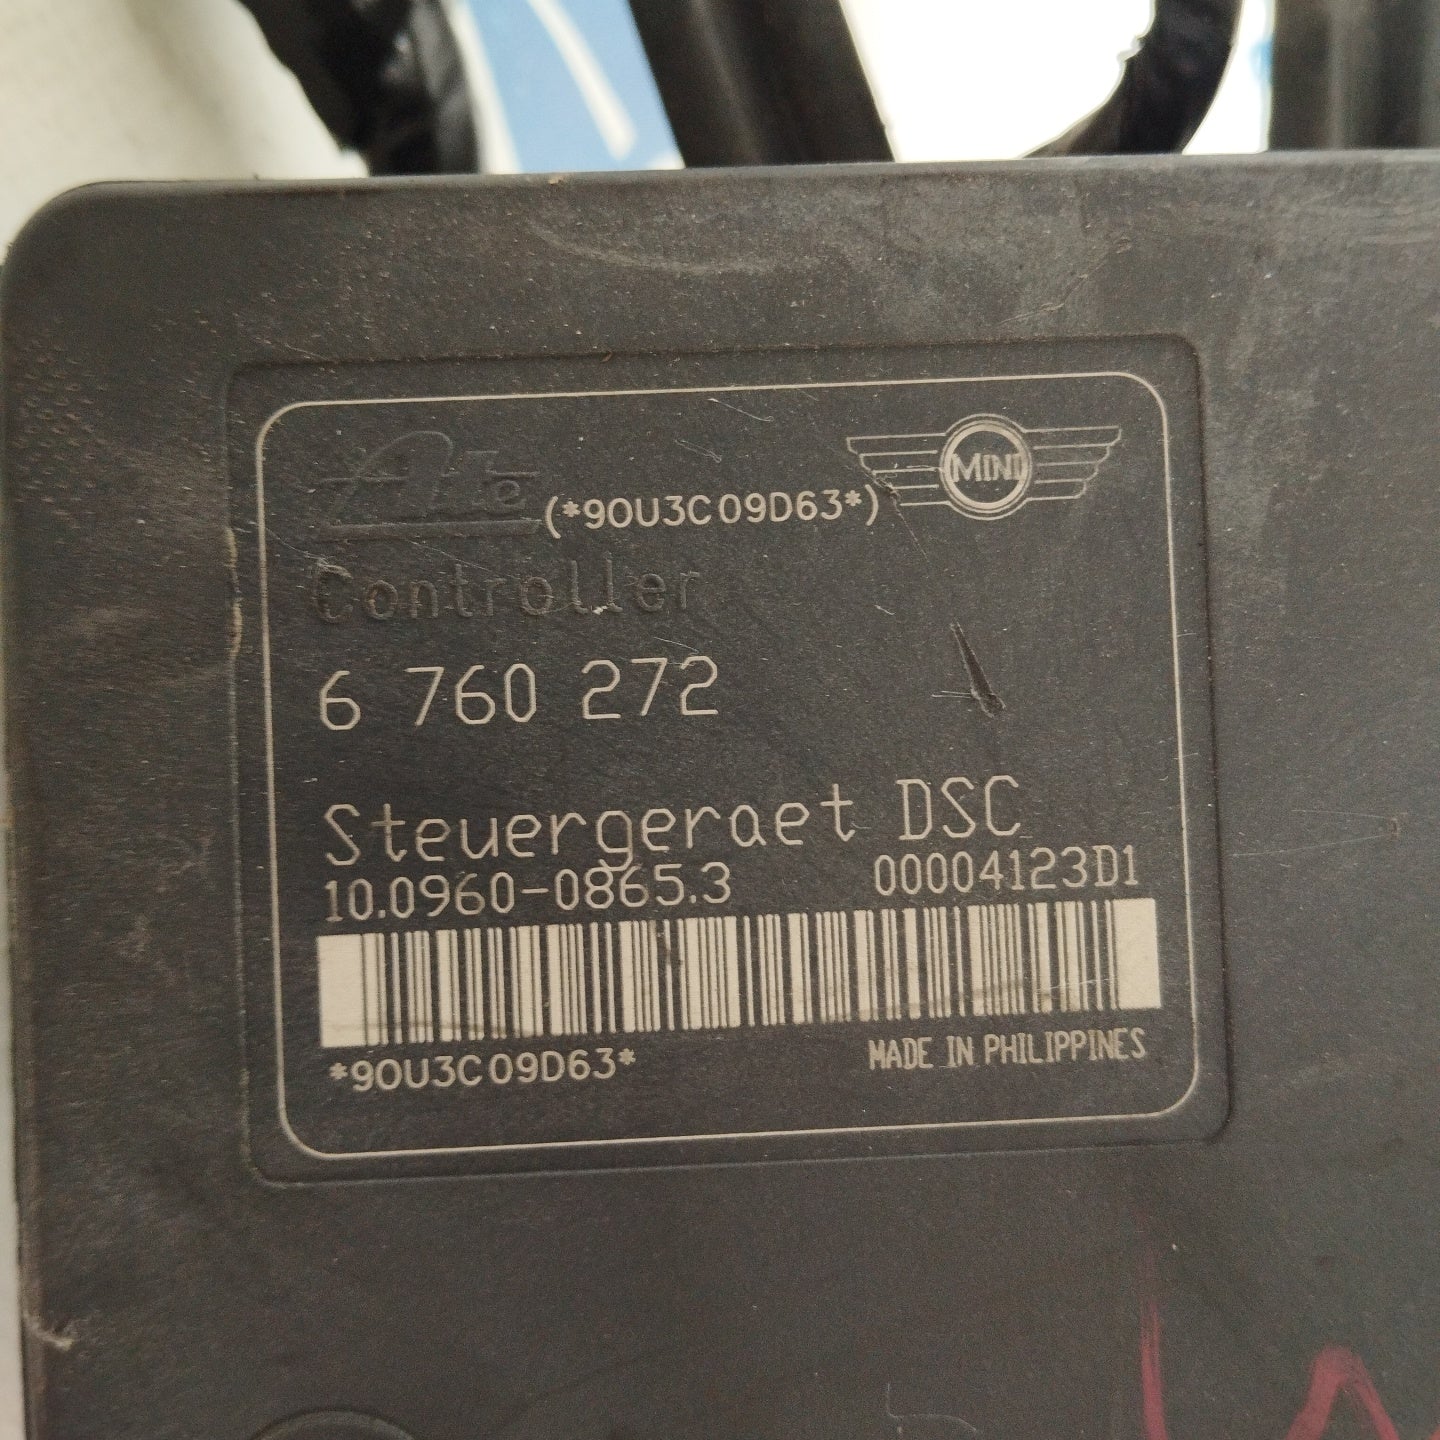 Ate
(*90U3C09D63*)
MINI
Controller
6 760 272
Steuergeraet DSC
10.0960-0865.3 00004123D1
*90U3C09D63*
MADE IN PHILIPPINES